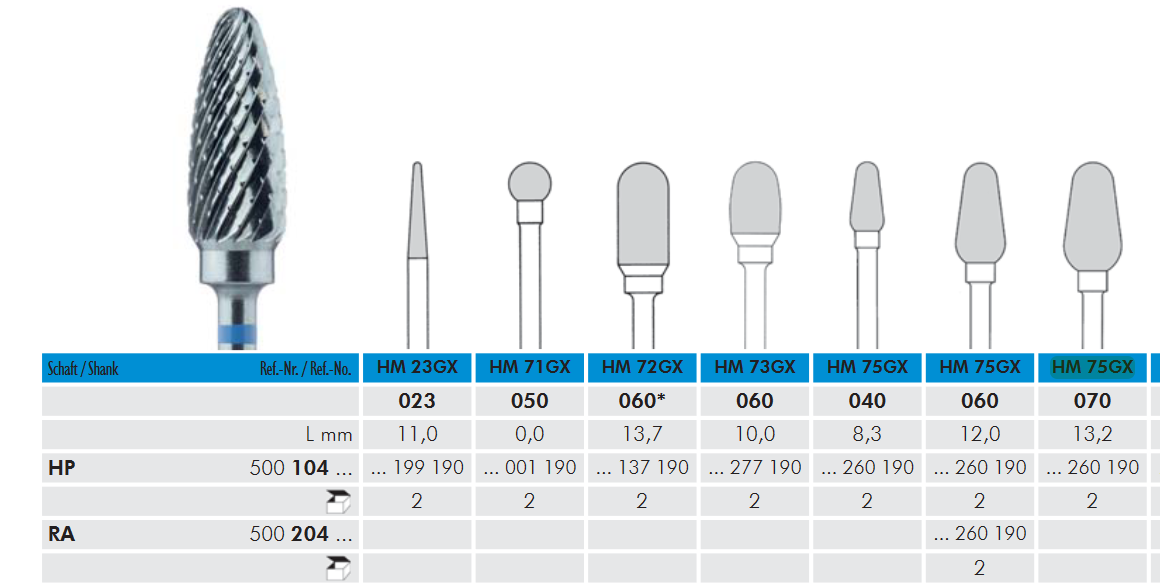 Schaft / Shank Ref.-Nr. / Ref.-No. HM 23GX HM 71GX HM 72GX HM 73GX HM 75GX HM 75GX HM 75GX
023 050 060* 060 040 060 070
L mm 11,0 0,0 13,7 10,0 8,3 12,0 13,2
HP 500 104 ... ... 199 190 ... 001 190 ... 137 190 ... 277 190 ... 260 190 ... 260 190 ... 260 190
2 2 2 2 2 2 2
RA 500 204 ... ... 260 190
2